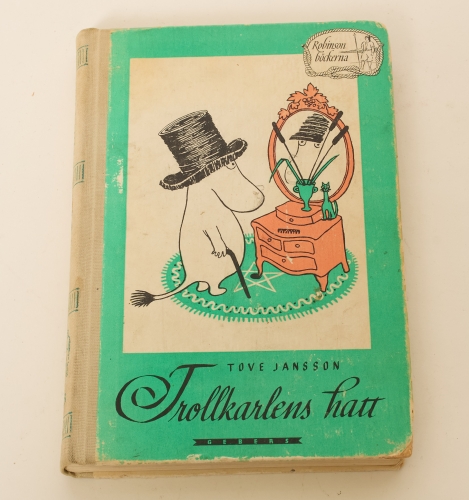 Robinson
böckerna
TOVE JANSSON
Trollkarlens hatt
GEBERS